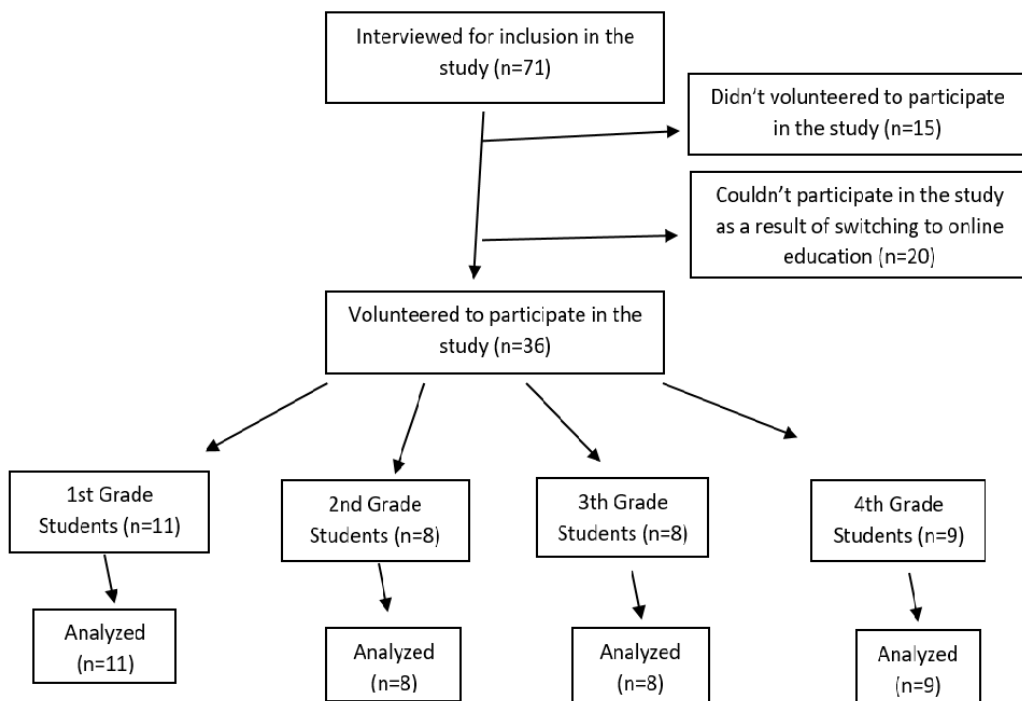 Interviewed for inclusion in the
study (n=71)
Didn't volunteered to participate
in the study (n=15)
Couldn't participate in the study
as a result of switching to online
education (n=20)
Volunteered to participate in the
study (n=36)
1st Grade
Students (n=11)
2nd Grade
Students (n=8)
3th Grade
Students (n=8)
4th Grade
Students (n=9)
Analyzed
(n=11)
Analyzed
(n=8)
Analyzed
(n=8)
Analyzed
(n=9)